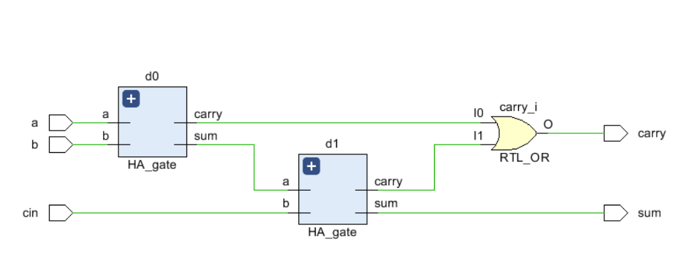 d0
a
a
carry
b
b
sum
HA_gate
carry_i
I0
I1
O
RTL_OR
carry
d1
a
carry
cin
b
sum
sum
HA_gate